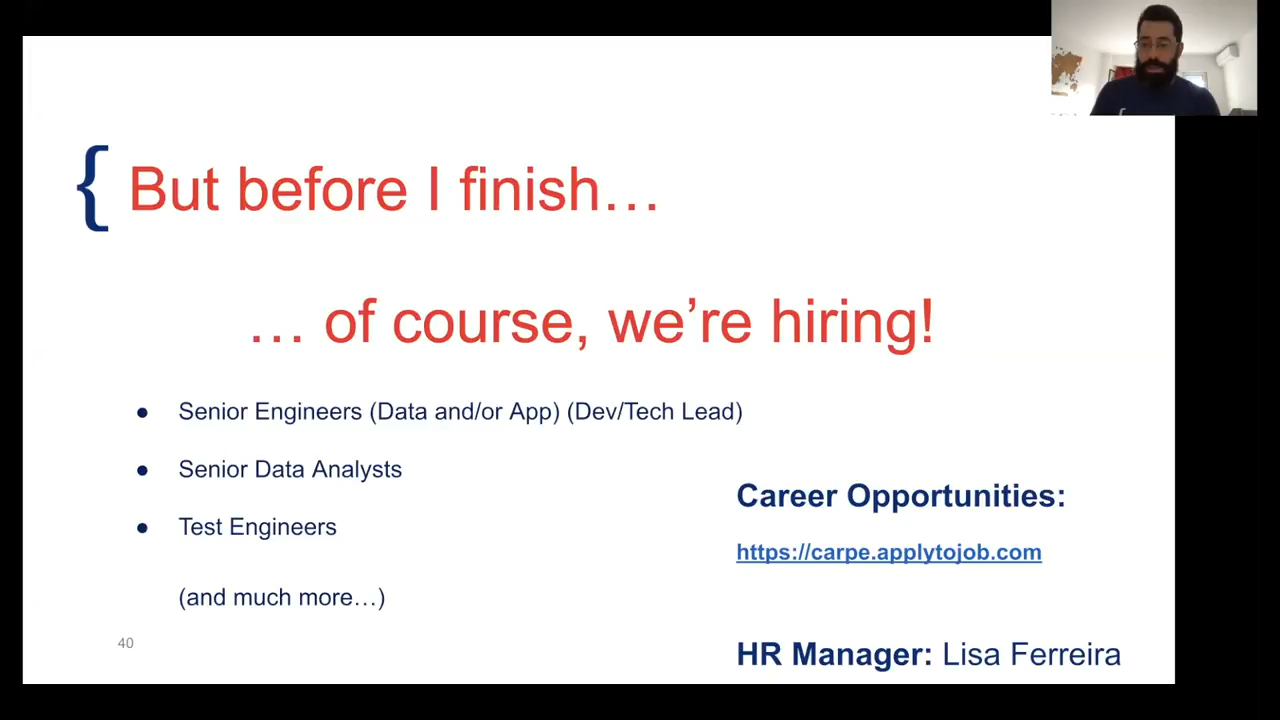 { But before I finish…
… of course, we’re hiring!
● Senior Engineers (Data and/or App) (Dev/Tech Lead)
● Senior Data Analysts
● Test Engineers
(and much more…)
Career Opportunities:
https://carpe.applytojob.com
HR Manager: Lisa Ferreira
40